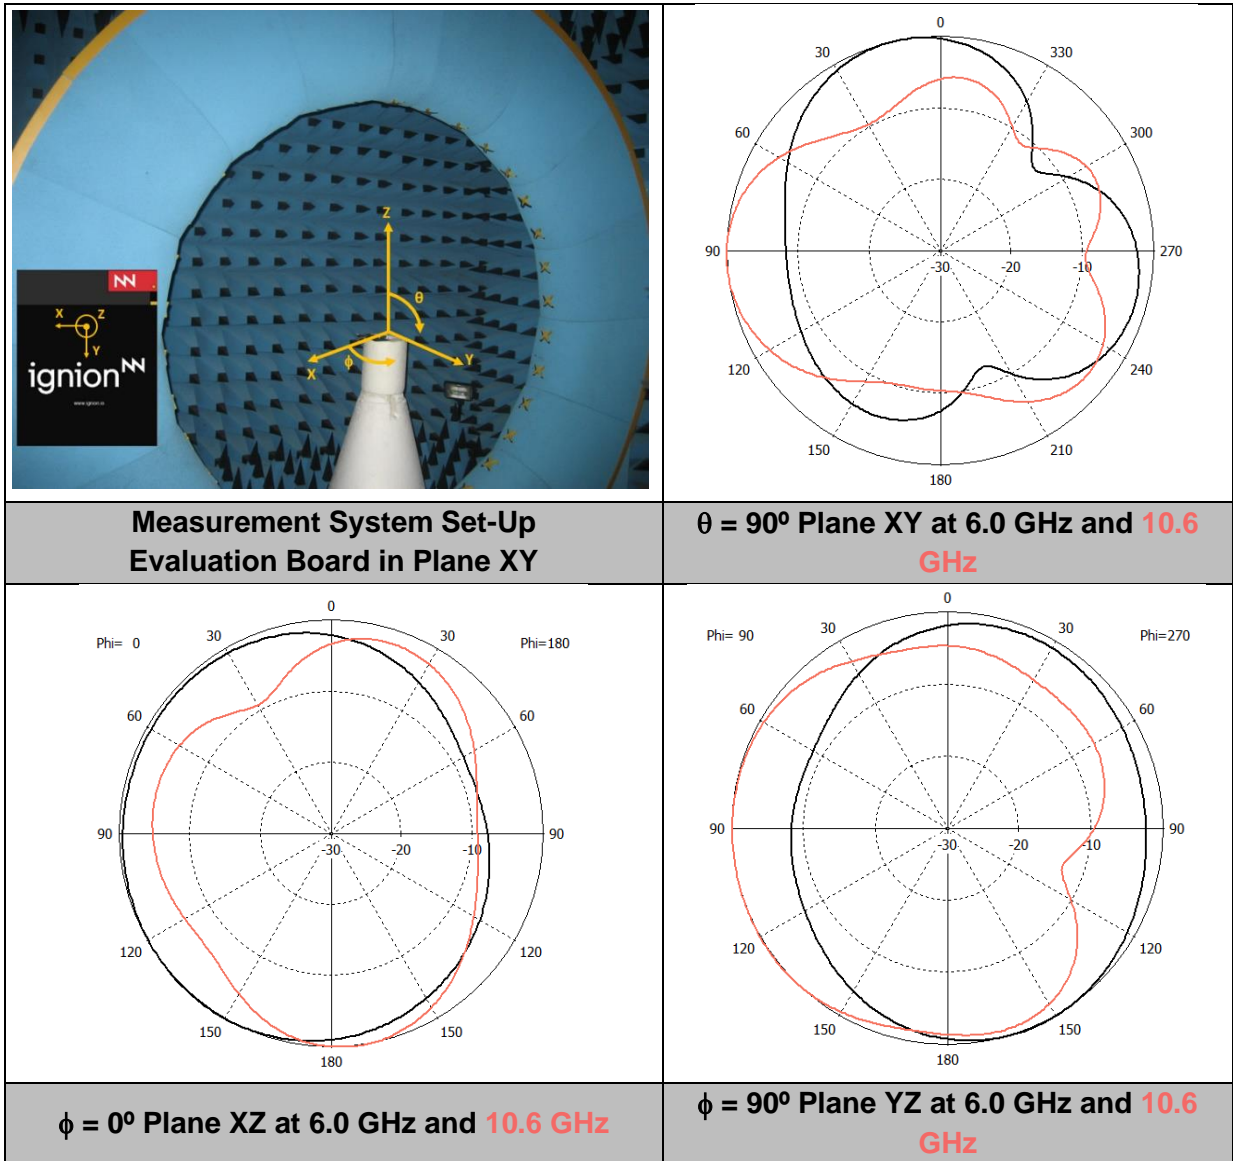 Z
θ
X
Y
ϕ
X
Z
Y
ignion
Measurement System Set-Up
Evaluation Board in Plane XY
0
30
330
60
300
90
-30
-20
-10
270
120
240
150
210
180
θ = 90º Plane XY at 6.0 GHz and 10.6
GHz
0
Phi= 0
30
30
Phi=180
60
60
90
-30
-20
-10
90
120
120
150
150
180
ϕ = 0º Plane XZ at 6.0 GHz and 10.6 GHz
0
Phi= 90
30
30
Phi=270
60
60
90
-30
-20
-10
90
120
120
150
150
180
ϕ = 90º Plane YZ at 6.0 GHz and 10.6
GHz